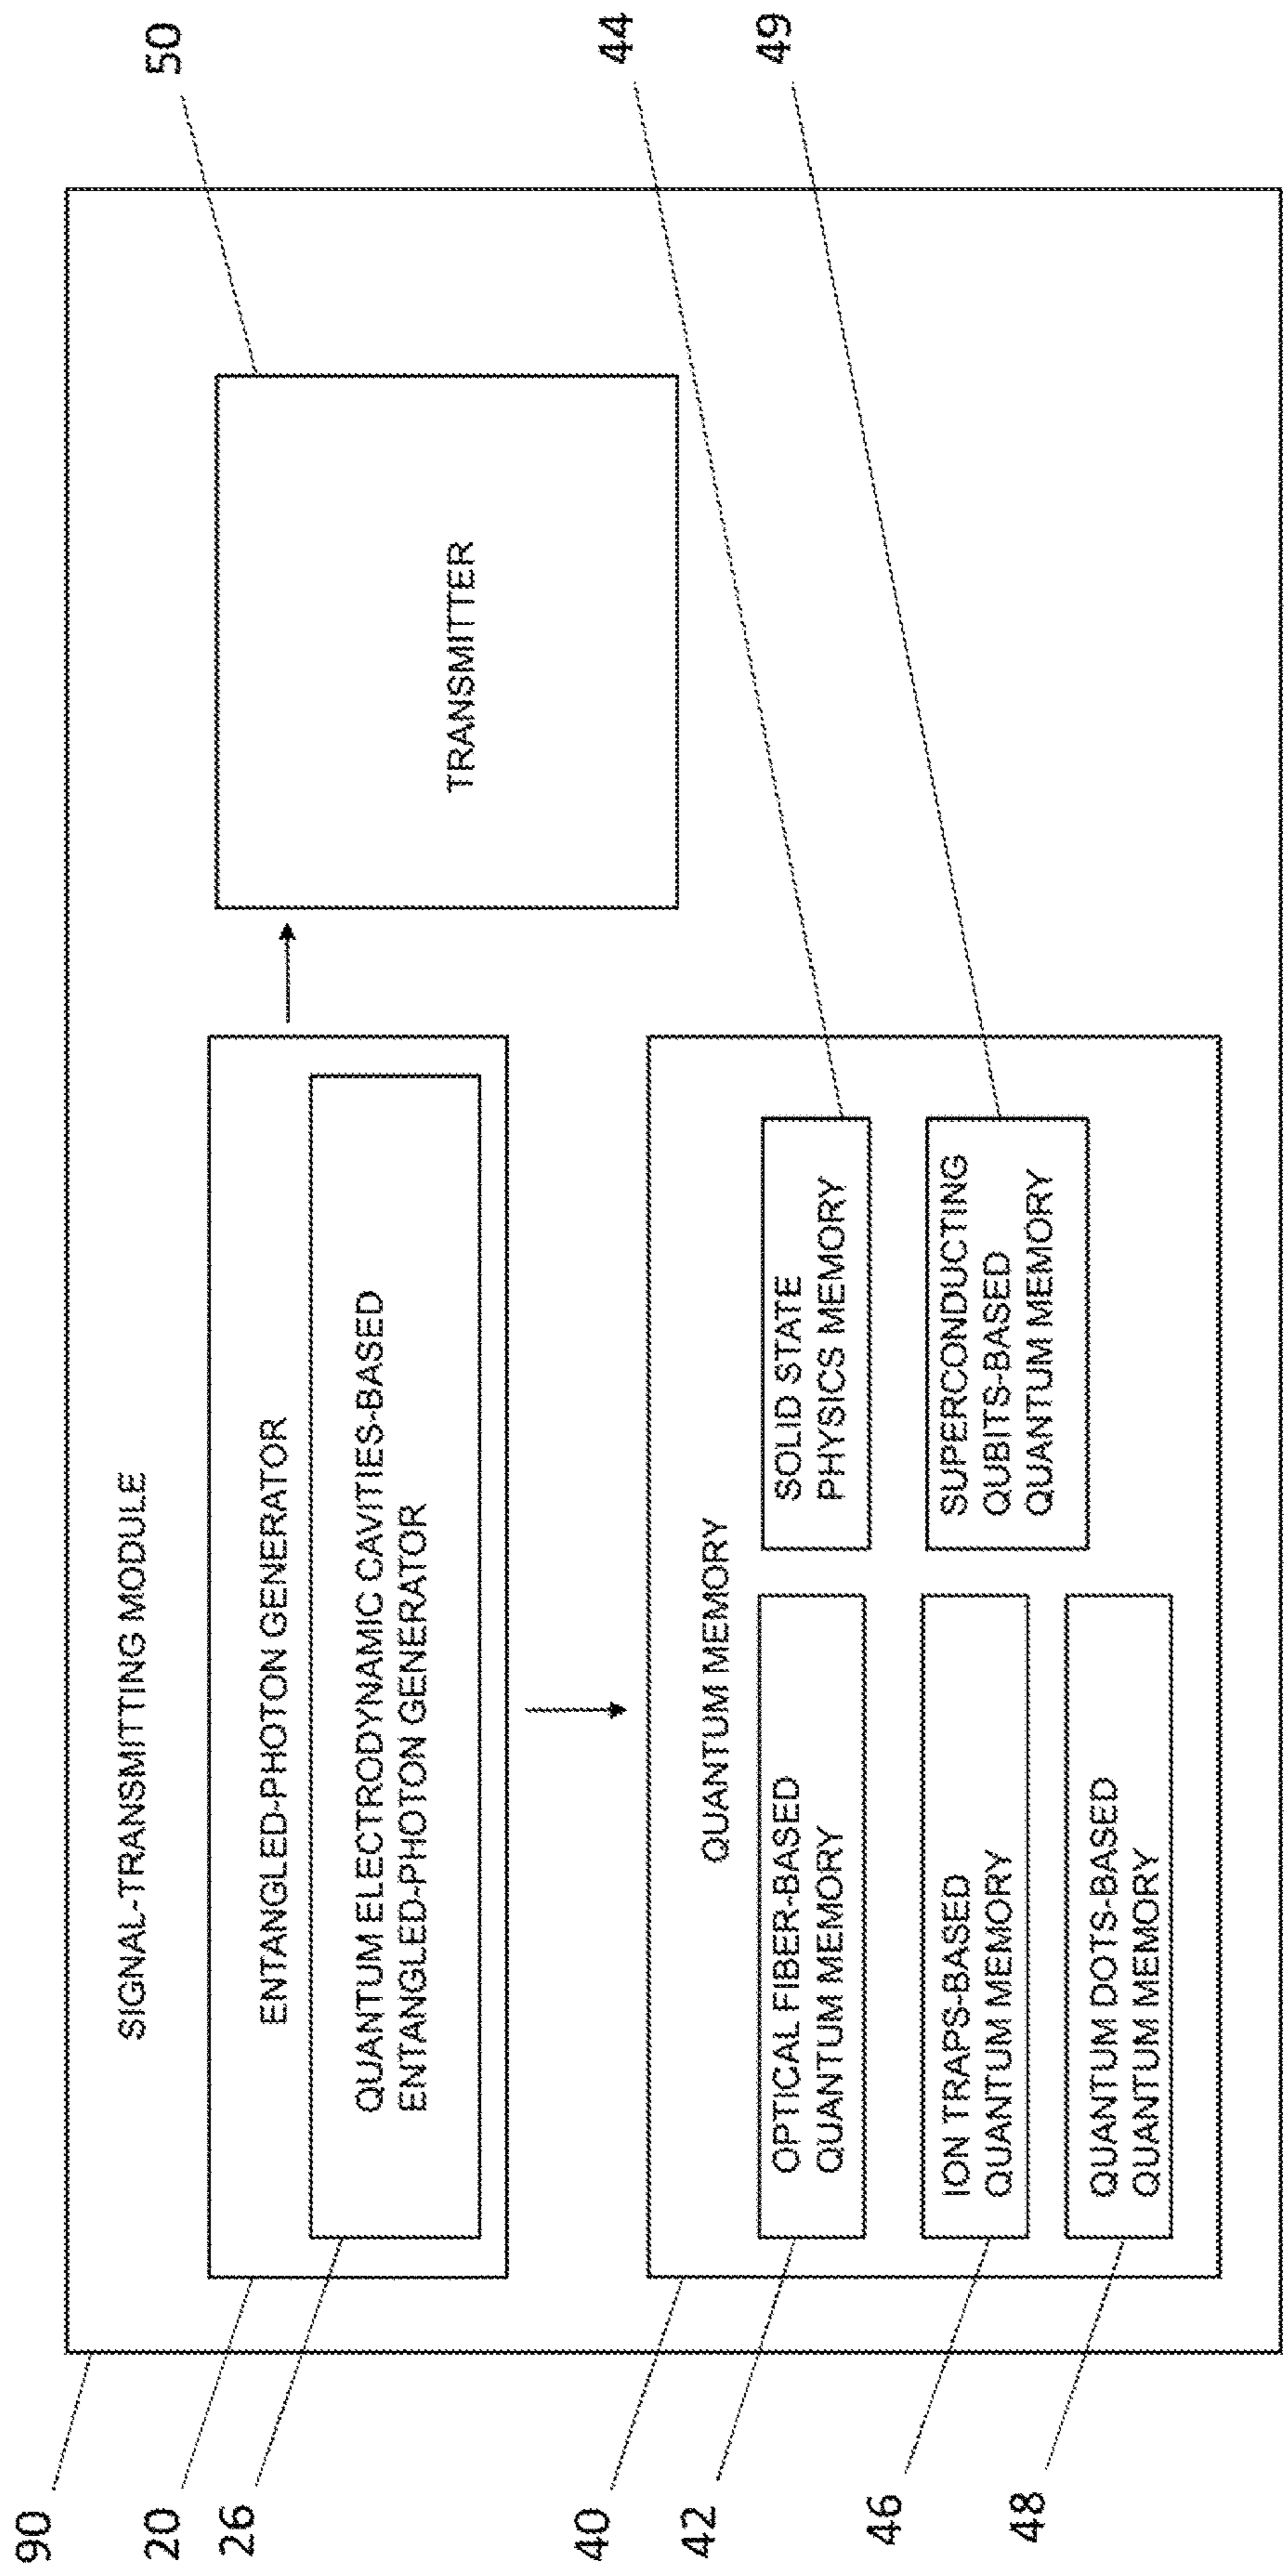 90
SIGNAL-TRANSMITTING MODULE
20
ENTANGLED-PHOTON GENERATOR
26
QUANTUM ELECTRODYNAMIC CAVITIES-BASED
ENTANGLED-PHOTON GENERATOR
50
TRANSMITTER
40
QUANTUM MEMORY
42
OPTICAL FIBER-BASED
QUANTUM MEMORY
44
SOLID STATE
PHYSICS MEMORY
46
ION TRAPS-BASED
QUANTUM MEMORY
49
SUPERCONDUCTING
QUBITS-BASED
QUANTUM MEMORY
48
QUANTUM DOTS-BASED
QUANTUM MEMORY